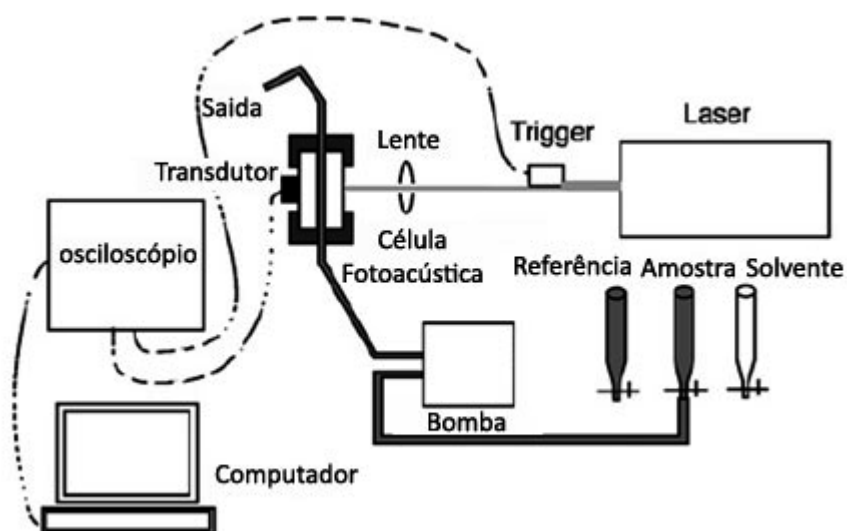 Saida
Transdutor
Lente
Trigger
Laser
Célula
Fotoacústica
osciloscópio
Referência
Amostra
Solvente
Bomba
Computador